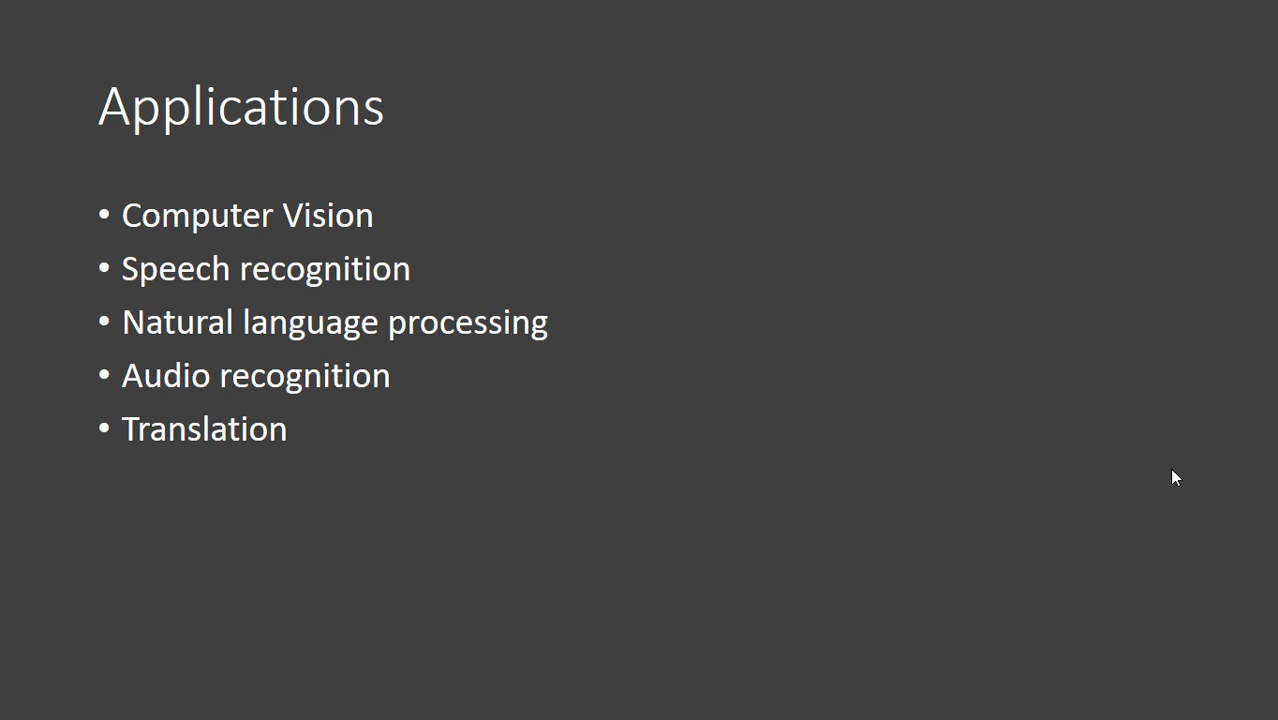 Applications
• Computer Vision
• Speech recognition
• Natural language processing
• Audio recognition
• Translation